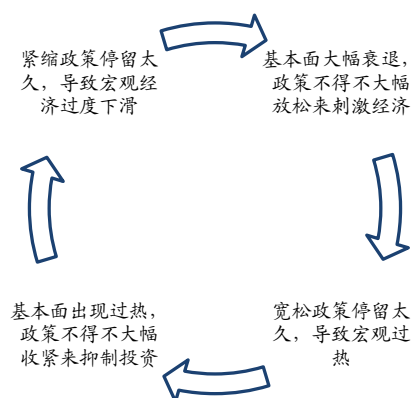 紧缩政策停留太
久，导致宏观经
济过度下滑
基本面大幅衰退，
政策不得不大幅
放松来刺激经济
基本面出现过热，
政策不得不大幅
收紧来抑制投资
宽松政策停留太
久，导致宏观过
热